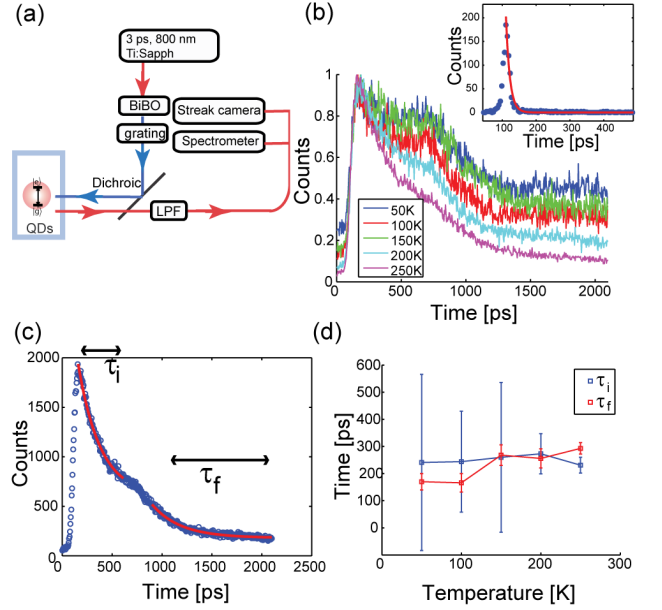 (a)
3 ps, 800 nm
Ti:Sapph
BiBO
Streak camera
grating
Spectrometer
Dichroic
|e⟩
|g⟩
QDs
LPF
(b)
Counts
1
0.8
0.6
0.4
0.2
0
0 500 1000 1500 2000
Time [ps]
50K
100K
150K
200K
250K
Counts
200
150
100
50
0
100 200 300 400
Time [ps]
(c)
Counts
2000
1500
1000
500
0
0 500 1000 1500 2000 2500
Time [ps]
τi
τf
(d)
Time [ps]
600
500
400
300
200
100
0
0 100 200 300
Temperature [K]
τi
τf